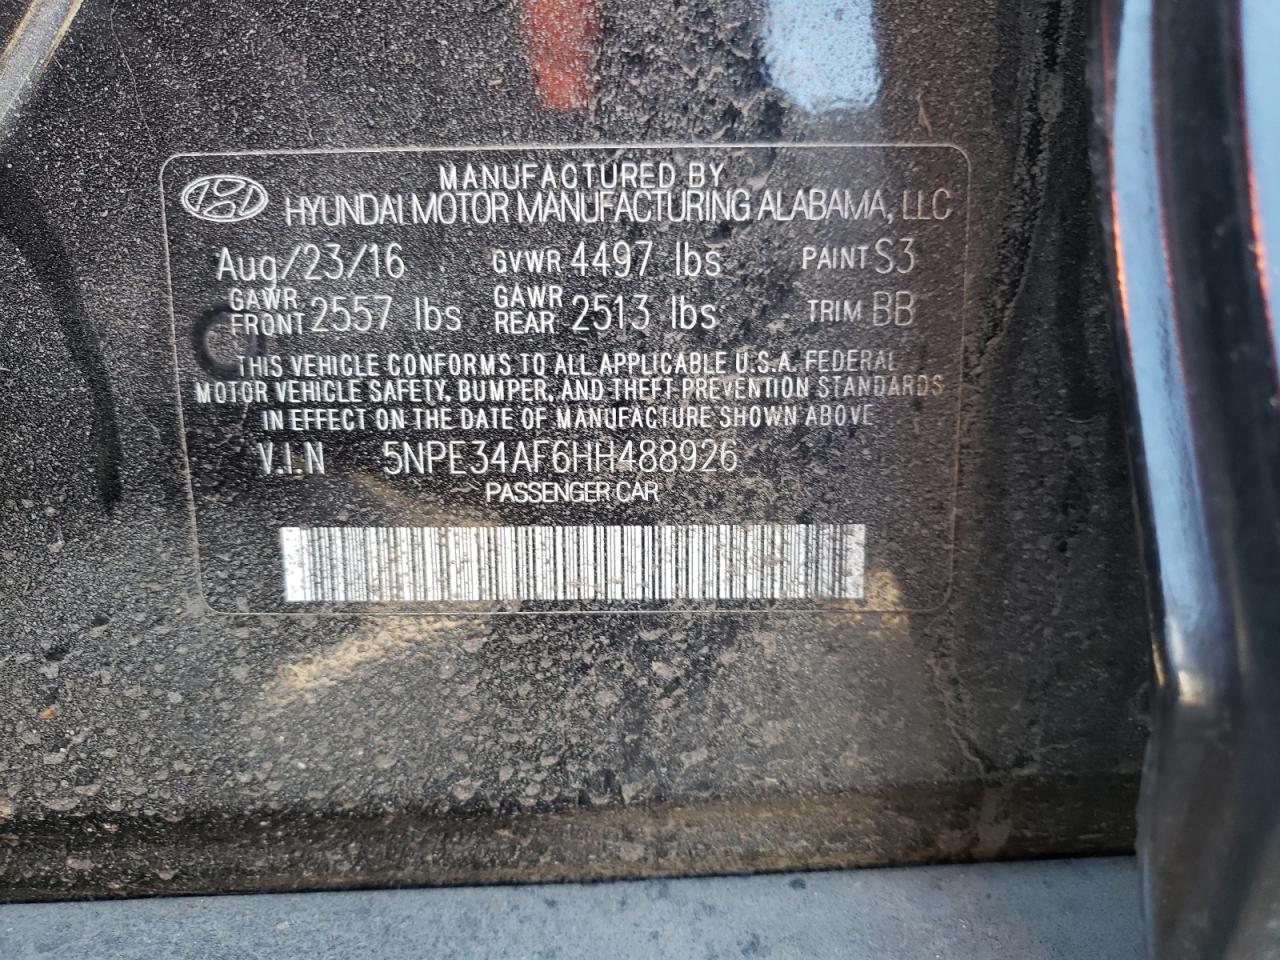 MANUFACTURED BY
HYUNDAI MOTOR MANUFACTURING ALABAMA, LLC
Aug/23/16 GVWR 4497 lbs PAINT S3
GAWR FRONT 2557 lbs GAWR REAR 2513 lbs TRIM BB
THIS VEHICLE CONFORMS TO ALL APPLICABLE U.S.A. FEDERAL
MOTOR VEHICLE SAFETY, BUMPER, AND THEFT PREVENTION STANDARDS
IN EFFECT ON THE DATE OF MANUFACTURE SHOWN ABOVE
V.I.N 5NPE34AF6HH488926
PASSENGER CAR